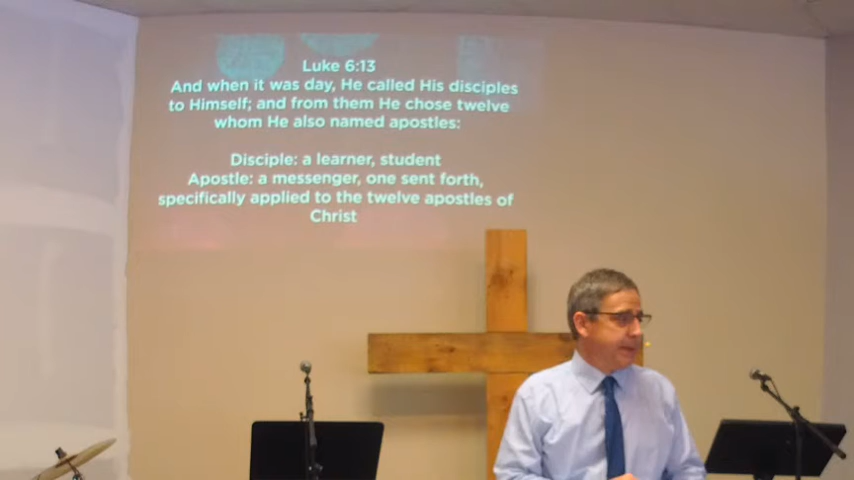 Luke 6:13
And when it was day, He called His disciples
to Himself; and from them He chose twelve
whom He also named apostles:
Disciple: a learner, student
Apostle: a messenger, one sent forth,
specifically applied to the twelve apostles of
Christ